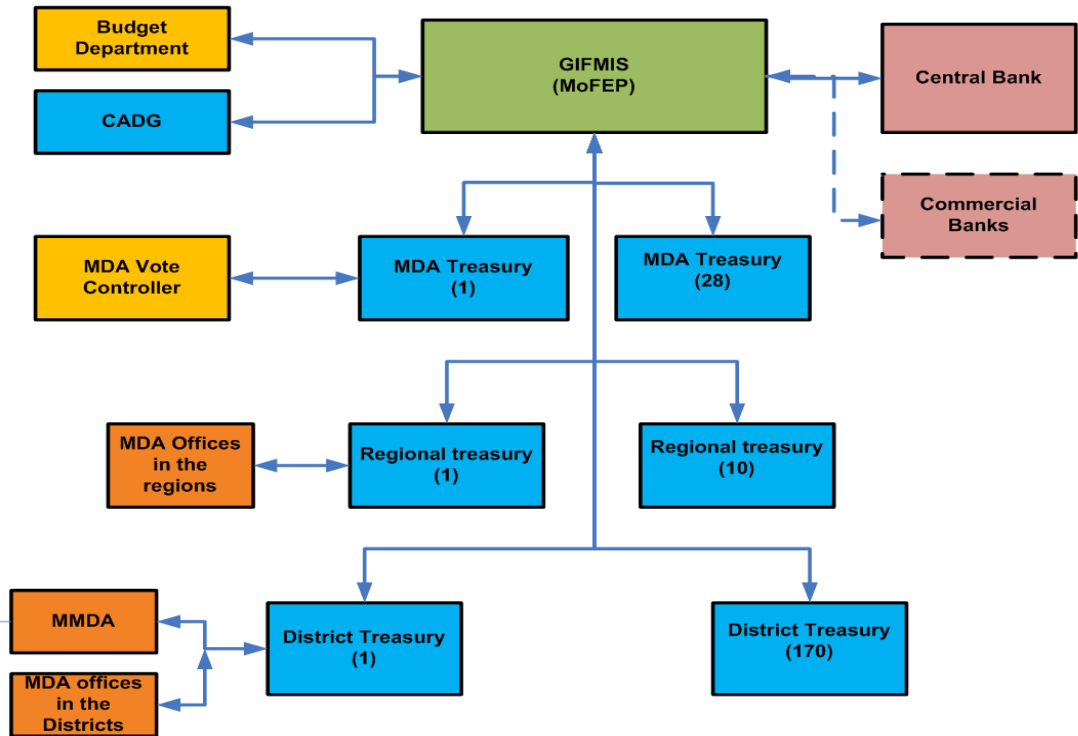 Budget
Department
CADG
GIFMIS
(MoFEP)
Central Bank
Commercial
Banks
MDA Vote
Controller
MDA Treasury
(1)
MDA Treasury
(28)
MDA Offices
in the
regions
Regional treasury
(1)
Regional treasury
(10)
MMDA
MDA offices
in the
Districts
District Treasury
(1)
District Treasury
(170)